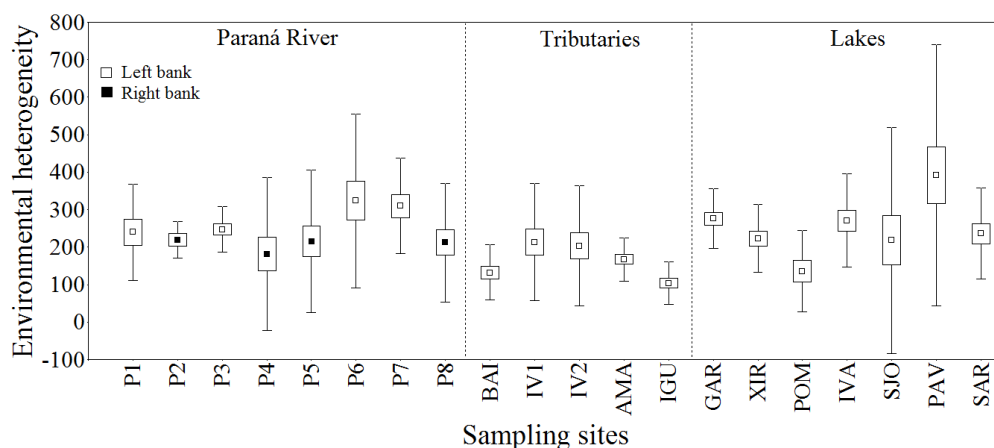 Environmental heterogeneity
800
700
600
500
400
300
200
100
0
-100
Paraná River
Tributaries
Lakes
Left bank
Right bank
P1
P2
P3
P4
P5
P6
P7
P8
BAI
IV1
IV2
AMA
IGU
GAR
XIR
POM
IVA
SJO
PAV
SAR
Sampling sites